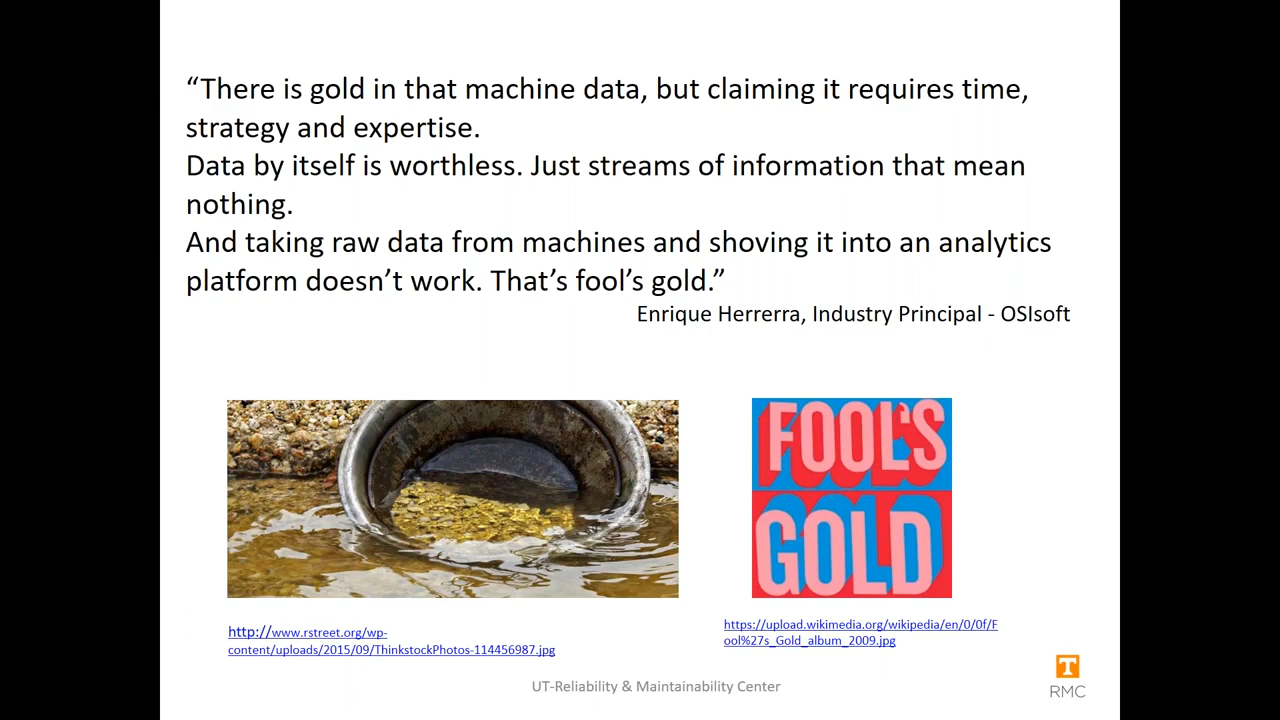 “There is gold in that machine data, but claiming it requires time,
strategy and expertise.
Data by itself is worthless. Just streams of information that mean
nothing.
And taking raw data from machines and shoving it into an analytics
platform doesn’t work. That’s fool’s gold.”
Enrique Herrerra, Industry Principal - OSIsoft
FOOL'S
GOLD
http://www.rstreet.org/wp-
content/uploads/2015/09/ThinkstockPhotos-114456987.jpg
https://upload.wikimedia.org/wikipedia/en/0/0f/F
ool%27s_Gold_album_2009.jpg
UT-Reliability & Maintainability Center
T
RMC